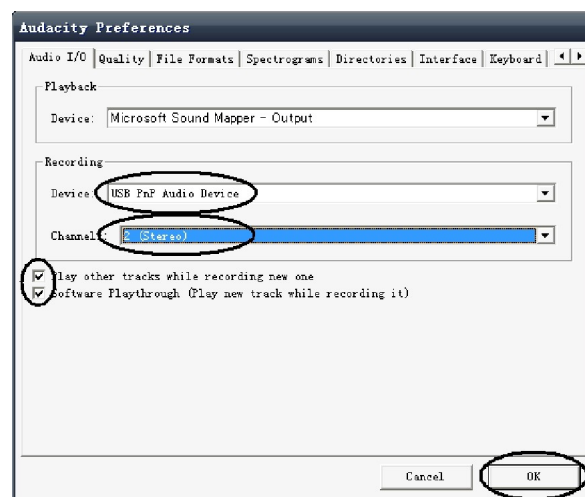 Audacity Preferences
Audio I/O Quality File Formats Spectrograms Directories Interface Keyboard
Playback
Device: Microsoft Sound Mapper - Output
Recording
Device: USB PnP Audio Device
Channels: 2 (Stereo)
Play other tracks while recording new one
Software Playthrough (Play new track while recording it)
Cancel OK